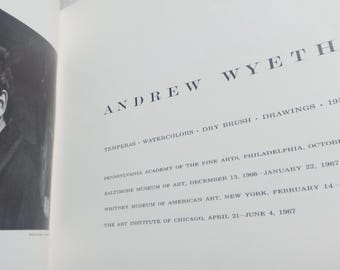 ANDREW WYETH
TEMPERAS · WATERCOLORS · DRY BRUSH · DRAWINGS · 193
PENNSYLVANIA ACADEMY OF THE FINE ARTS, PHILADELPHIA, OCTOBER
BALTIMORE MUSEUM OF ART, DECEMBER 13, 1966—JANUARY 22, 1967
WHITNEY MUSEUM OF AMERICAN ART, NEW YORK, FEBRUARY 14—
THE ART INSTITUTE OF CHICAGO, APRIL 21—JUNE 4, 1967